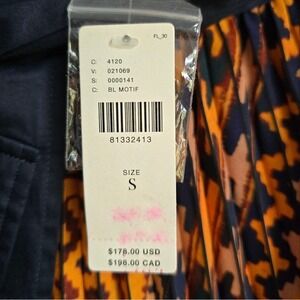 FL_30
C: 4120
V: 021069
S: 0000141
C: BL MOTIF
81332413
SIZE
S
$178.00 USD
$198.00 CAD